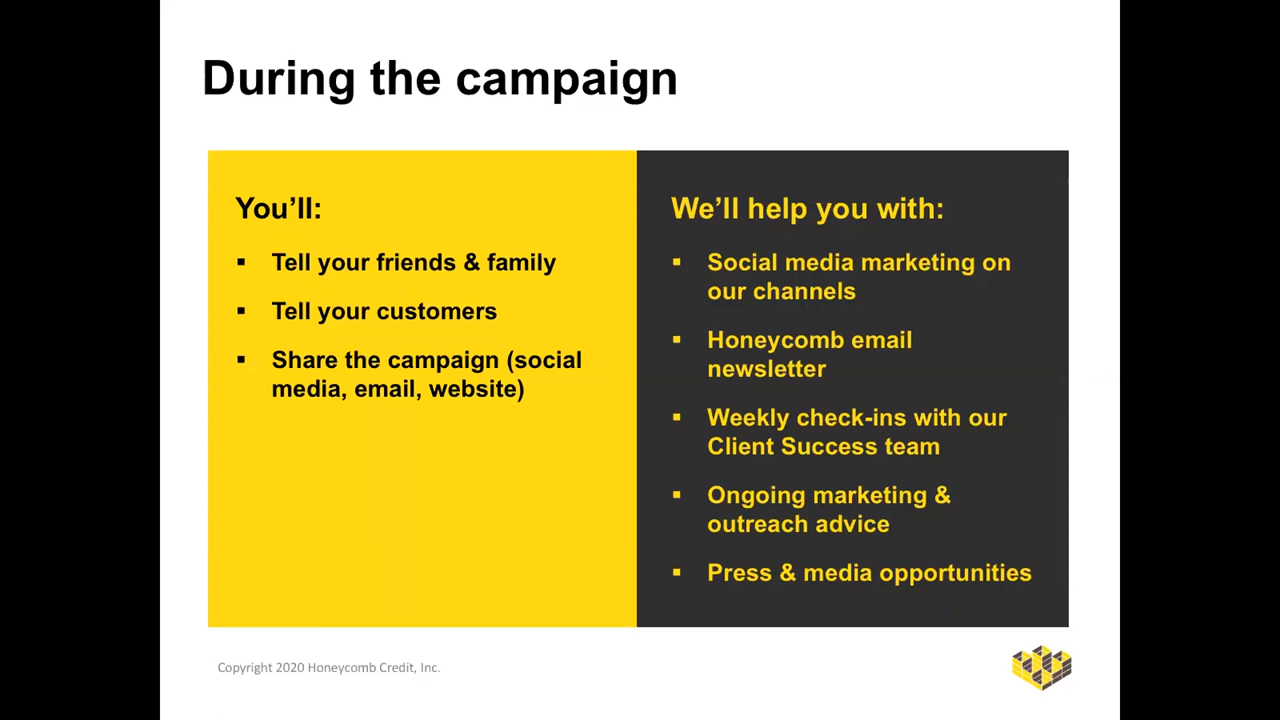 During the campaign
You’ll:
▪ Tell your friends & family
▪ Tell your customers
▪ Share the campaign (social
media, email, website)
We’ll help you with:
▪ Social media marketing on
our channels
▪ Honeycomb email
newsletter
▪ Weekly check-ins with our
Client Success team
▪ Ongoing marketing &
outreach advice
▪ Press & media opportunities
Copyright 2020 Honeycomb Credit, Inc.